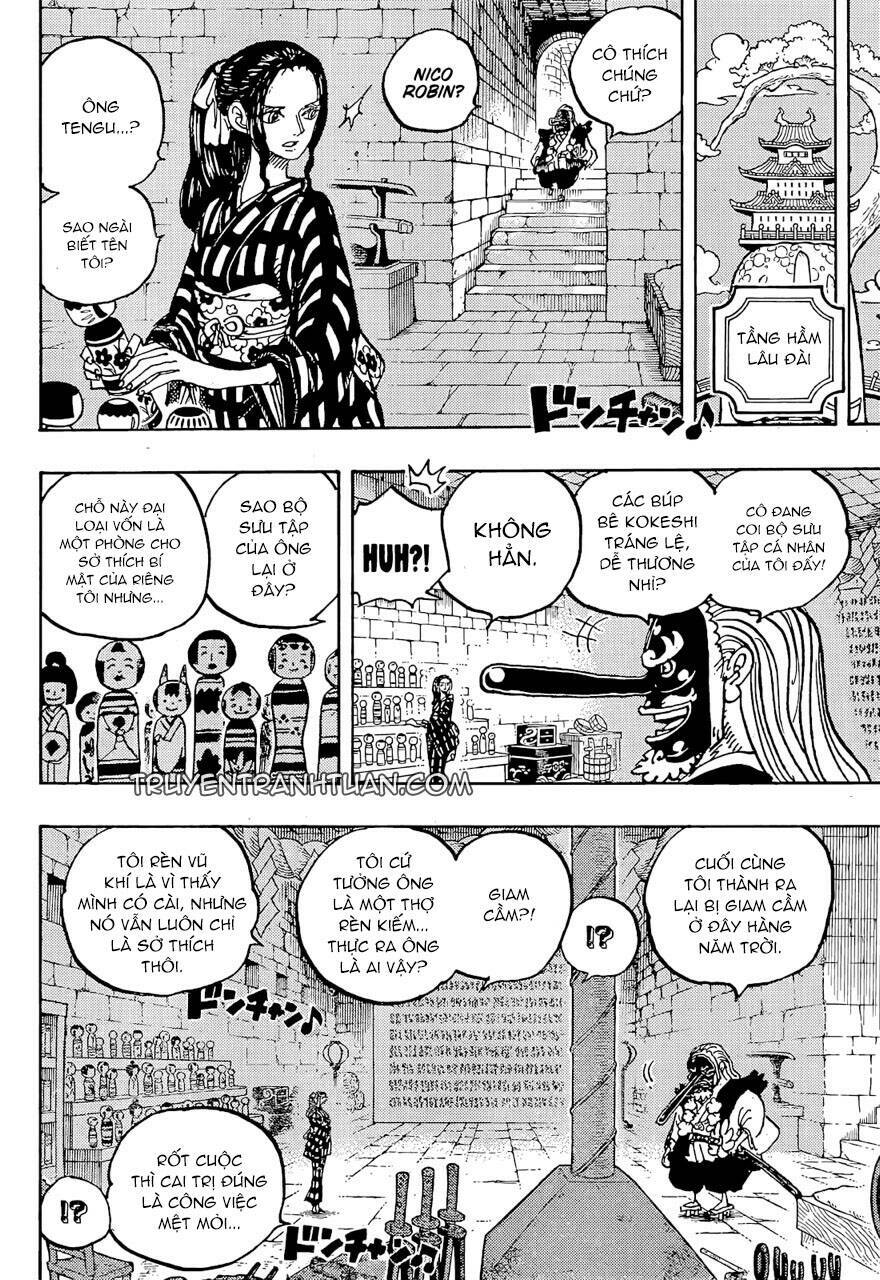 TẦNG HẦM
LÂU ĐÀI
CÔ THÍCH
CHÚNG
CHỨ?
NICO
ROBIN?
ÔNG
TENGU...?
SAO NGÀI
BIẾT TÊN
TÔI?
ドンチャン♪
CÔ ĐANG
COI BỘ SƯU
TẬP CÁ NHÂN
CỦA TÔI ĐẤY!
CÁC BÚP
BÊ KOKESHI
TRÁNG LỆ,
DỄ THƯƠNG
NHỈ?
KHÔNG
HẲN.
HUH?!
SAO BỘ
SƯU TẬP
CỦA ÔNG
LẠI Ở
ĐÂY?
CHỖ NÀY ĐẠI
LOẠI VỐN LÀ
MỘT PHÒNG CHO
SỞ THÍCH BÍ
MẬT CỦA RIÊNG
TÔI NHƯNG...
TRUYENTRANHTUAN.COM
CUỐI CÙNG
TÔI THÀNH RA
LẠI BỊ GIAM CẦM
Ở ĐÂY HÀNG
NĂM TRỜI.
!?
GIAM
CẦM?!
TÔI CỨ
TƯỞNG ÔNG
LÀ MỘT THỢ
RÈN KIẾM...
THỰC RA ÔNG
LÀ AI VẬY?
TÔI RÈN VŨ
KHÍ LÀ VÌ THẤY
MÌNH CÓ CÀI, NHƯNG
NÓ VẪN LUÔN CHỈ
LÀ SỞ THÍCH
THÔI.
ドンチャン♪
RỐT CUỘC
THÌ CAI TRỊ ĐÚNG
LÀ CÔNG VIỆC
MỆT MỎI...
!?
ドンチャン♪